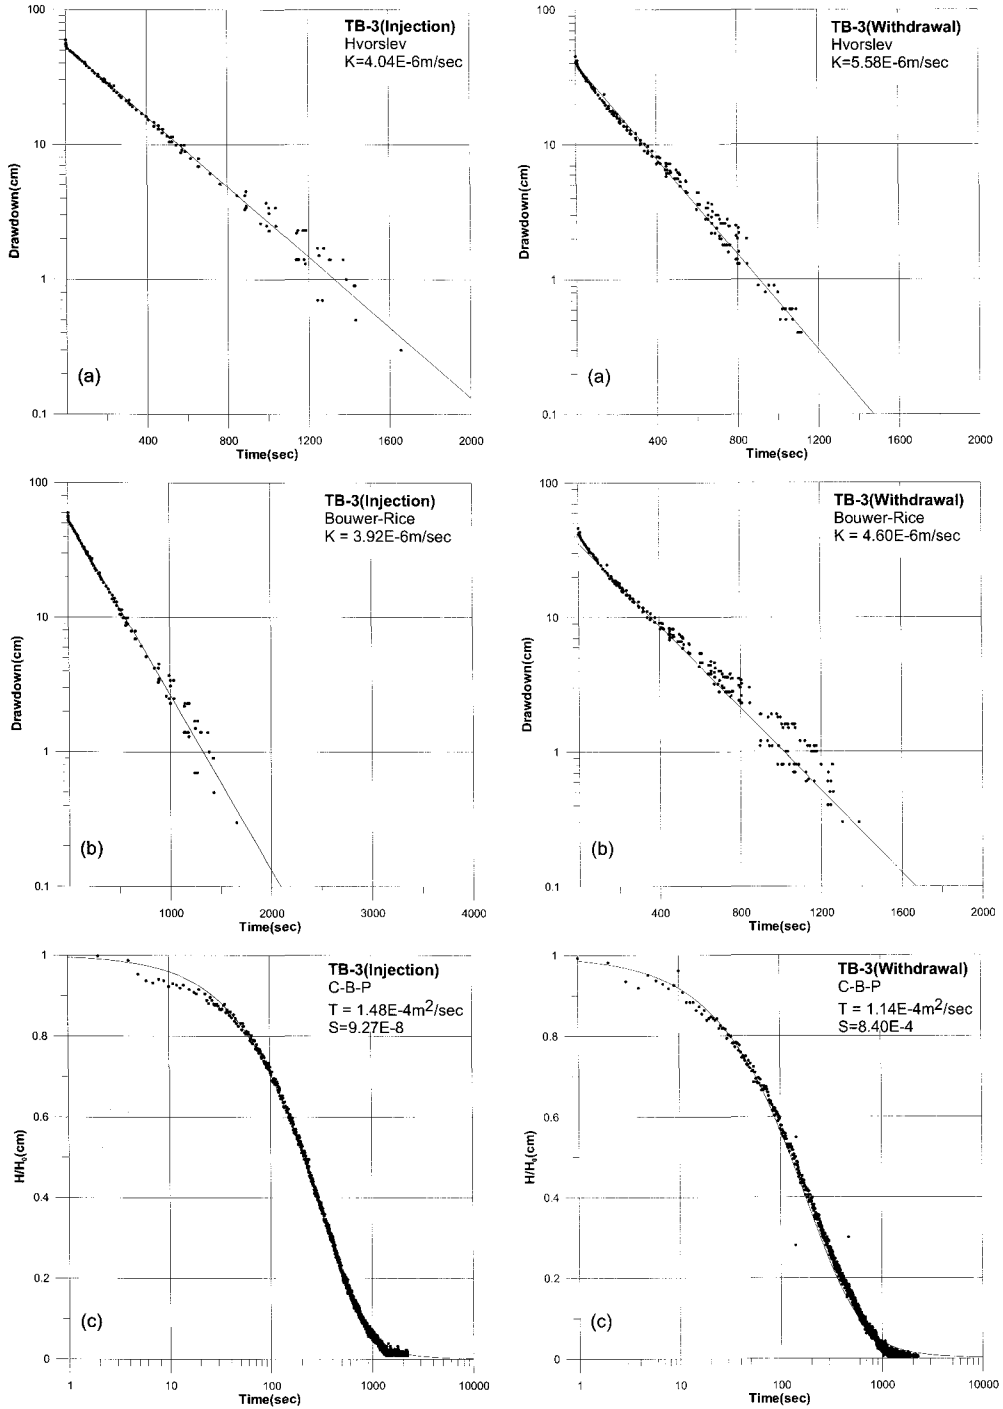 TB-3(Injection)
Hvorslev
K=4.04E-6m/sec
100
10
1
0.1
Drawdown(cm)
(a)
400
800
1200
1600
2000
Time(sec)
TB-3(Withdrawal)
Hvorslev
K=5.58E-6m/sec
100
10
1
0.1
Drawdown(cm)
(a)
400
800
1200
1600
2000
Time(sec)
TB-3(Injection)
Bouwer-Rice
K = 3.92E-6m/sec
100
10
1
0.1
Drawdown(cm)
(b)
1000
2000
3000
4000
Time(sec)
TB-3(Withdrawal)
Bouwer-Rice
K = 4.60E-6m/sec
100
10
1
0.1
Drawdown(cm)
(b)
400
800
1200
1600
2000
Time(sec)
TB-3(Injection)
C-B-P
T = 1.48E-4m²/sec
S=9.27E-8
1
0.8
0.6
0.4
0.2
0
H/H₀(cm)
(c)
1
10
100
1000
10000
Time(sec)
TB-3(Withdrawal)
C-B-P
T = 1.14E-4m²/sec
S=8.40E-4
1
0.8
0.6
0.4
0.2
0
H/H₀(cm)
(c)
1
10
100
1000
10000
Time(sec)